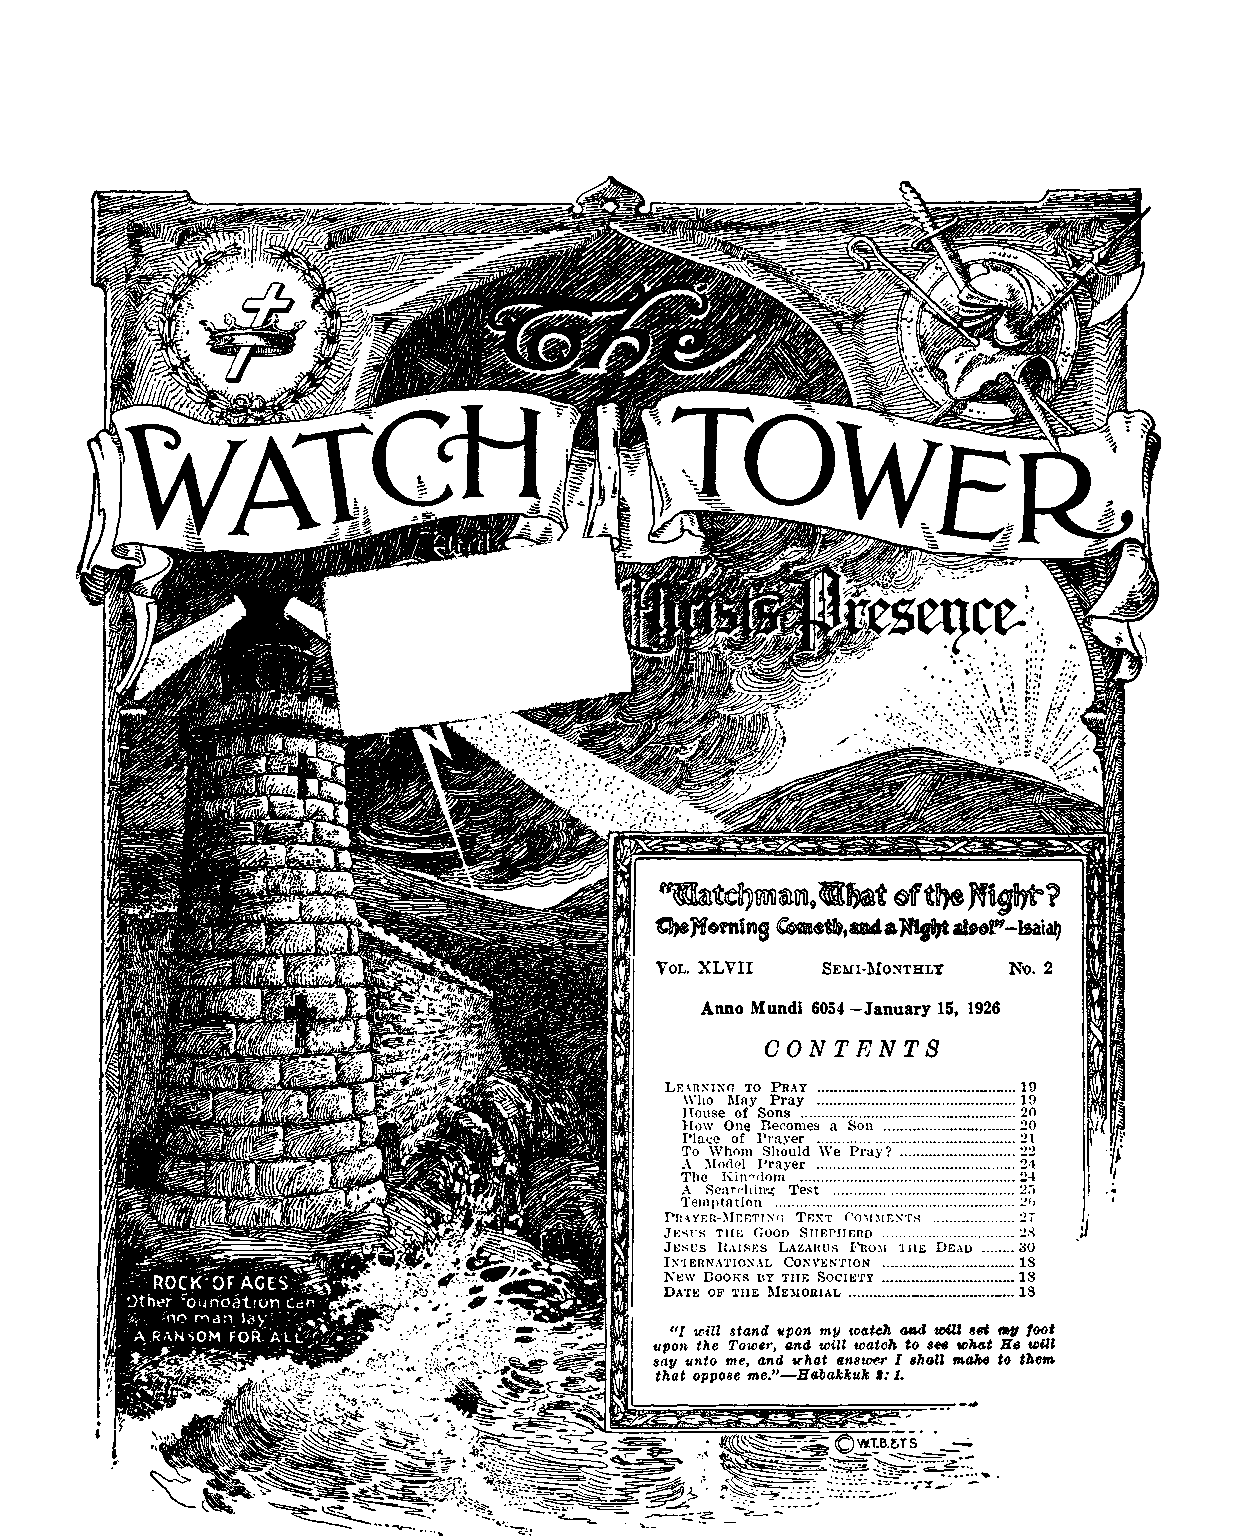 The
WATCH TOWER
Christs Presence
"Watchman, What of the Night"?
The Morning Cometh, and a Night also!"—Isaiah
VOL. XLVII SEMI-MONTHLY No. 2
Anno Mundi 6054—January 15, 1926
CONTENTS
LEARNING TO PRAY 19
Who May Pray 19
House of Sons 20
How One Becomes a Son 20
Place of Prayer 21
To Whom Should We Pray? 22
A Model Prayer 24
The Kingdom 24
A Searching Test 25
Temptation 26
PRAYER-MEETING TEXT COMMENTS 27
JESUS THE GOOD SHEPHERD 28
JESUS RAISES LAZARUS FROM THE DEAD 30
INTERNATIONAL CONVENTION 18
NEW BOOKS BY THE SOCIETY 18
DATE OF THE MEMORIAL 18
"I will stand upon my watch and will set my foot
upon the Tower, and will watch to see what He will
say unto me, and what answer I shall make to them
that oppose me."—Habakkuk 2:1.
ROCK OF AGES
Other foundation can
no man lay
A RANSOM FOR ALL
©W.T.B.&T.S